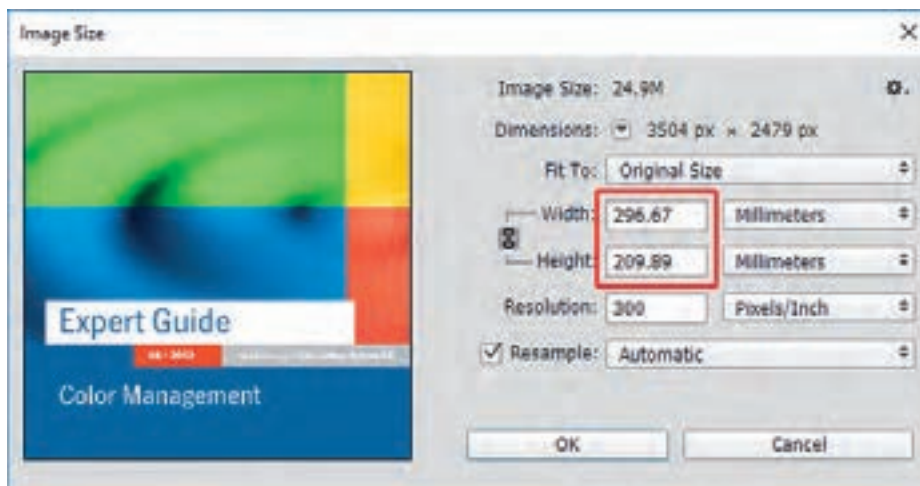 Image Size
Image Size: 24.9M
Dimensions: 3504 px × 2479 px
Fit To: Original Size
Width: 296.67 Millimeters
Height: 209.89 Millimeters
Resolution: 300 Pixels/Inch
Resample: Automatic
OK Cancel
Expert Guide
Color Management